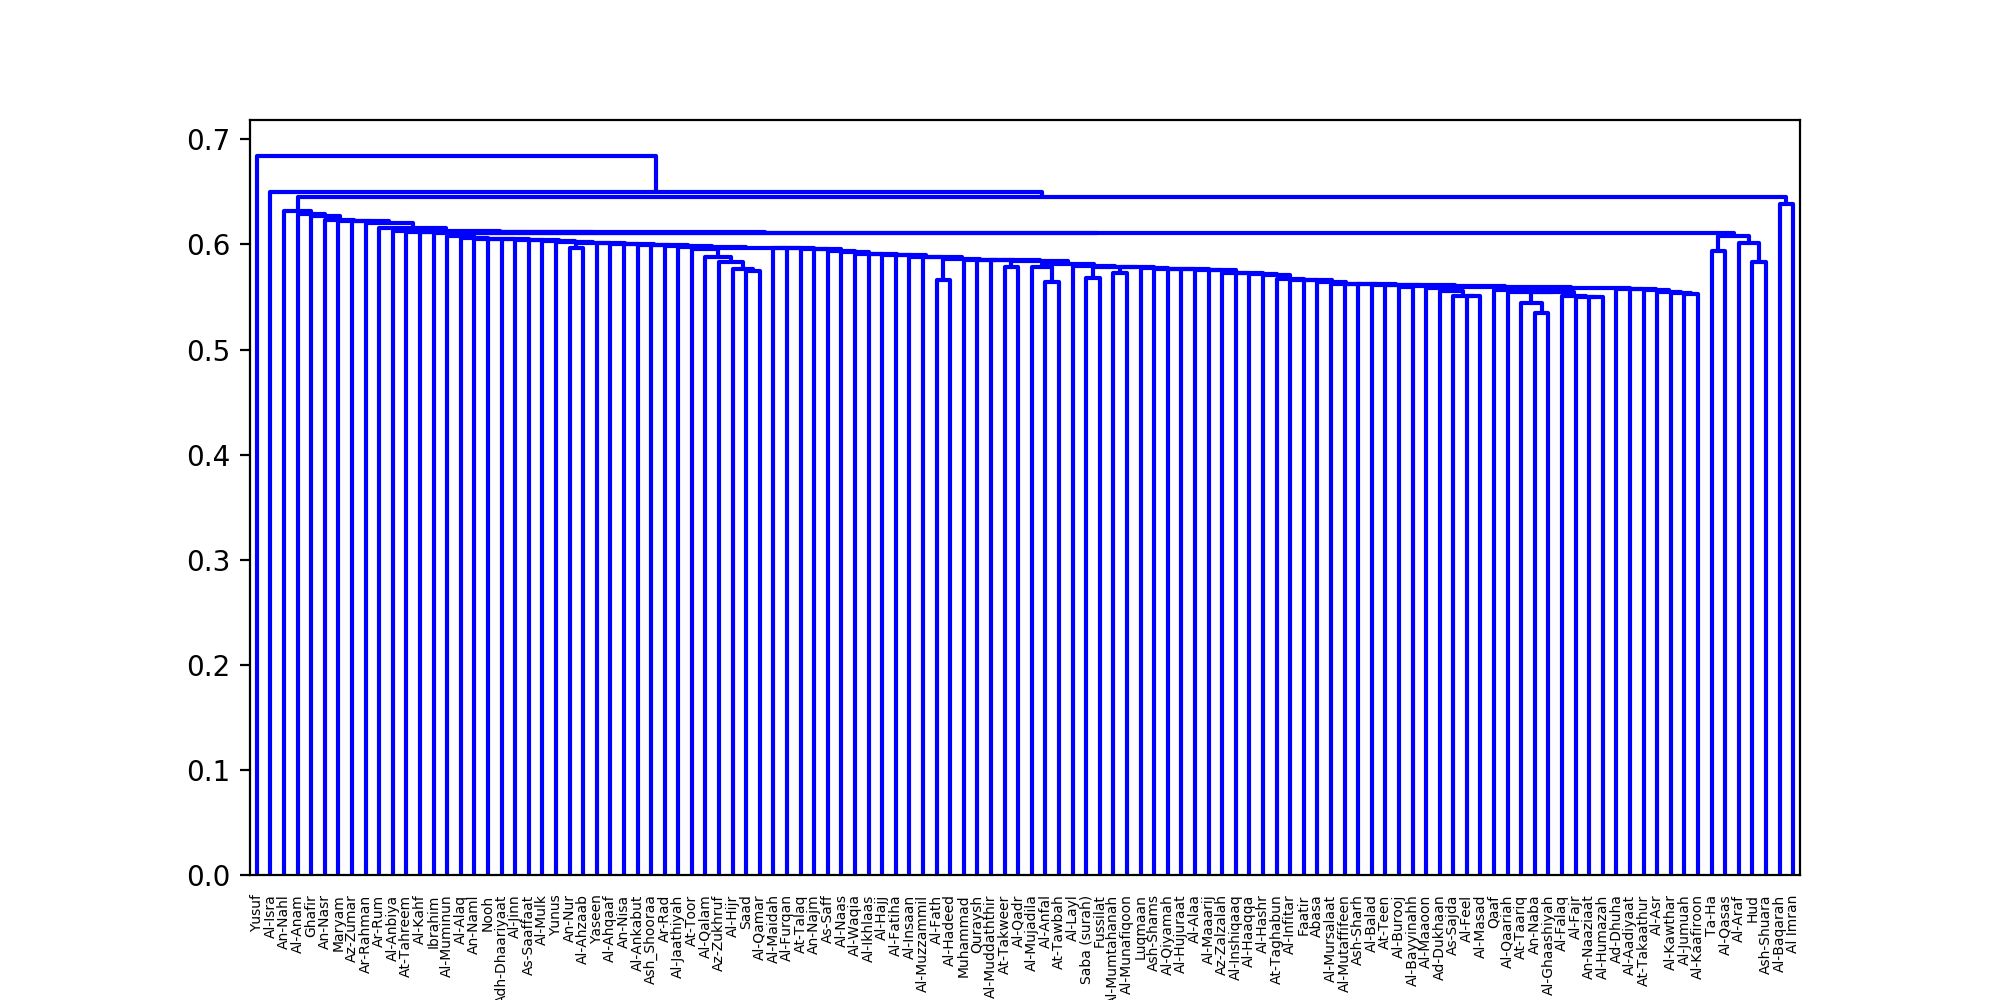 0.7
0.6
0.5
0.4
0.3
0.2
0.1
0.0
Yusuf
Al-Isra
An-Nahl
Al-Anam
Ghafir
An-Nasr
Maryam
Az-Zumar
Ar-Rahman
Ar-Rum
Al-Anbiya
At-Tahreem
Al-Kahf
Ibrahim
Al-Muminun
Al-Alaq
An-Naml
Nooh
Adh-Dhaariyaat
Al-Jinn
As-Saaffaat
Al-Mulk
Yunus
An-Nur
Al-Ahzaab
Yaseen
Al-Ahqaaf
An-Nisa
Al-Ankabut
Ash_Shooraa
Ar-Rad
Al-Jaathiyah
At-Toor
Al-Qalam
Az-Zukhruf
Al-Hijr
Saad
Al-Qamar
Al-Maidah
Al-Furqan
At-Talaq
An-Najm
As-Saff
Al-Naas
Al-Waqia
Al-Ikhlaas
Al-Hajj
Al-Fatiha
Al-Insaan
Al-Muzzammil
Al-Fath
Al-Hadeed
Muhammad
Quraysh
Al-Muddaththir
At-Takweer
Al-Qadr
Al-Mujadila
Al-Anfal
At-Tawbah
Al-Layl
Saba (surah)
Fussilat
Al-Mumtahanah
Al-Munafiqoon
Luqmaan
Ash-Shams
Al-Qiyamah
Al-Hujuraat
Al-Alaa
Al-Maaarij
Az-Zalzalah
Al-Inshiqaaq
Al-Haaqqa
Al-Hashr
At-Taghabun
Al-Infitar
Faatir
Abasa
Al-Mursalaat
Al-Mutaffifeen
Ash-Sharh
Al-Balad
At-Teen
Al-Burooj
Al-Bayyinahh
Al-Maooon
Ad-Dukhaan
As-Sajda
Al-Feel
Al-Masad
Qaaf
Al-Qaariah
At-Taariq
An-Naba
Al-Ghaashiyah
Al-Falaq
Al-Fajr
An-Naaziaat
Al-Humazah
Ad-Dhuha
Al-Aadiyaat
At-Takaathur
Al-Asr
Al-Kawthar
Al-Jumuah
Al-Kaafiroon
Ta-Ha
Al-Qasas
Al-Araf
Hud
Ash-Shuara
Al-Baqarah
Al Imran